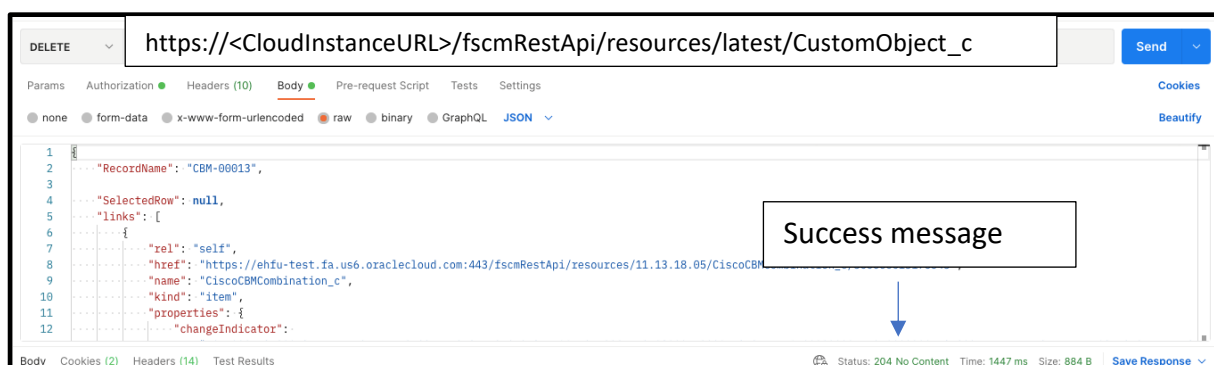 DELETE https://<CloudInstanceURL>/fscmRestApi/resources/latest/CustomObject_c Send
Params Authorization Headers (10) Body Pre-request Script Tests Settings Cookies
none form-data x-www-form-urlencoded raw binary GraphQL JSON Beautify
1 {
2 "RecordName": "CBM-00013",
3
4 "SelectedRow": null,
5 "links": [
6 {
7 "rel": "self",
Success message
8 "href": "https://ehfu-test.fa.us6.oraclecloud.com:443/fscmRestApi/resources/11.13.18.05/CiscoCBM
9 "name": "CiscoCBMCombination_c",
10 "kind": "item",
11 "properties": {
12 "changeIndicator":
Body Cookies (2) Headers (14) Test Results Status: 204 No Content Time: 1447 ms Size: 884 B Save Response